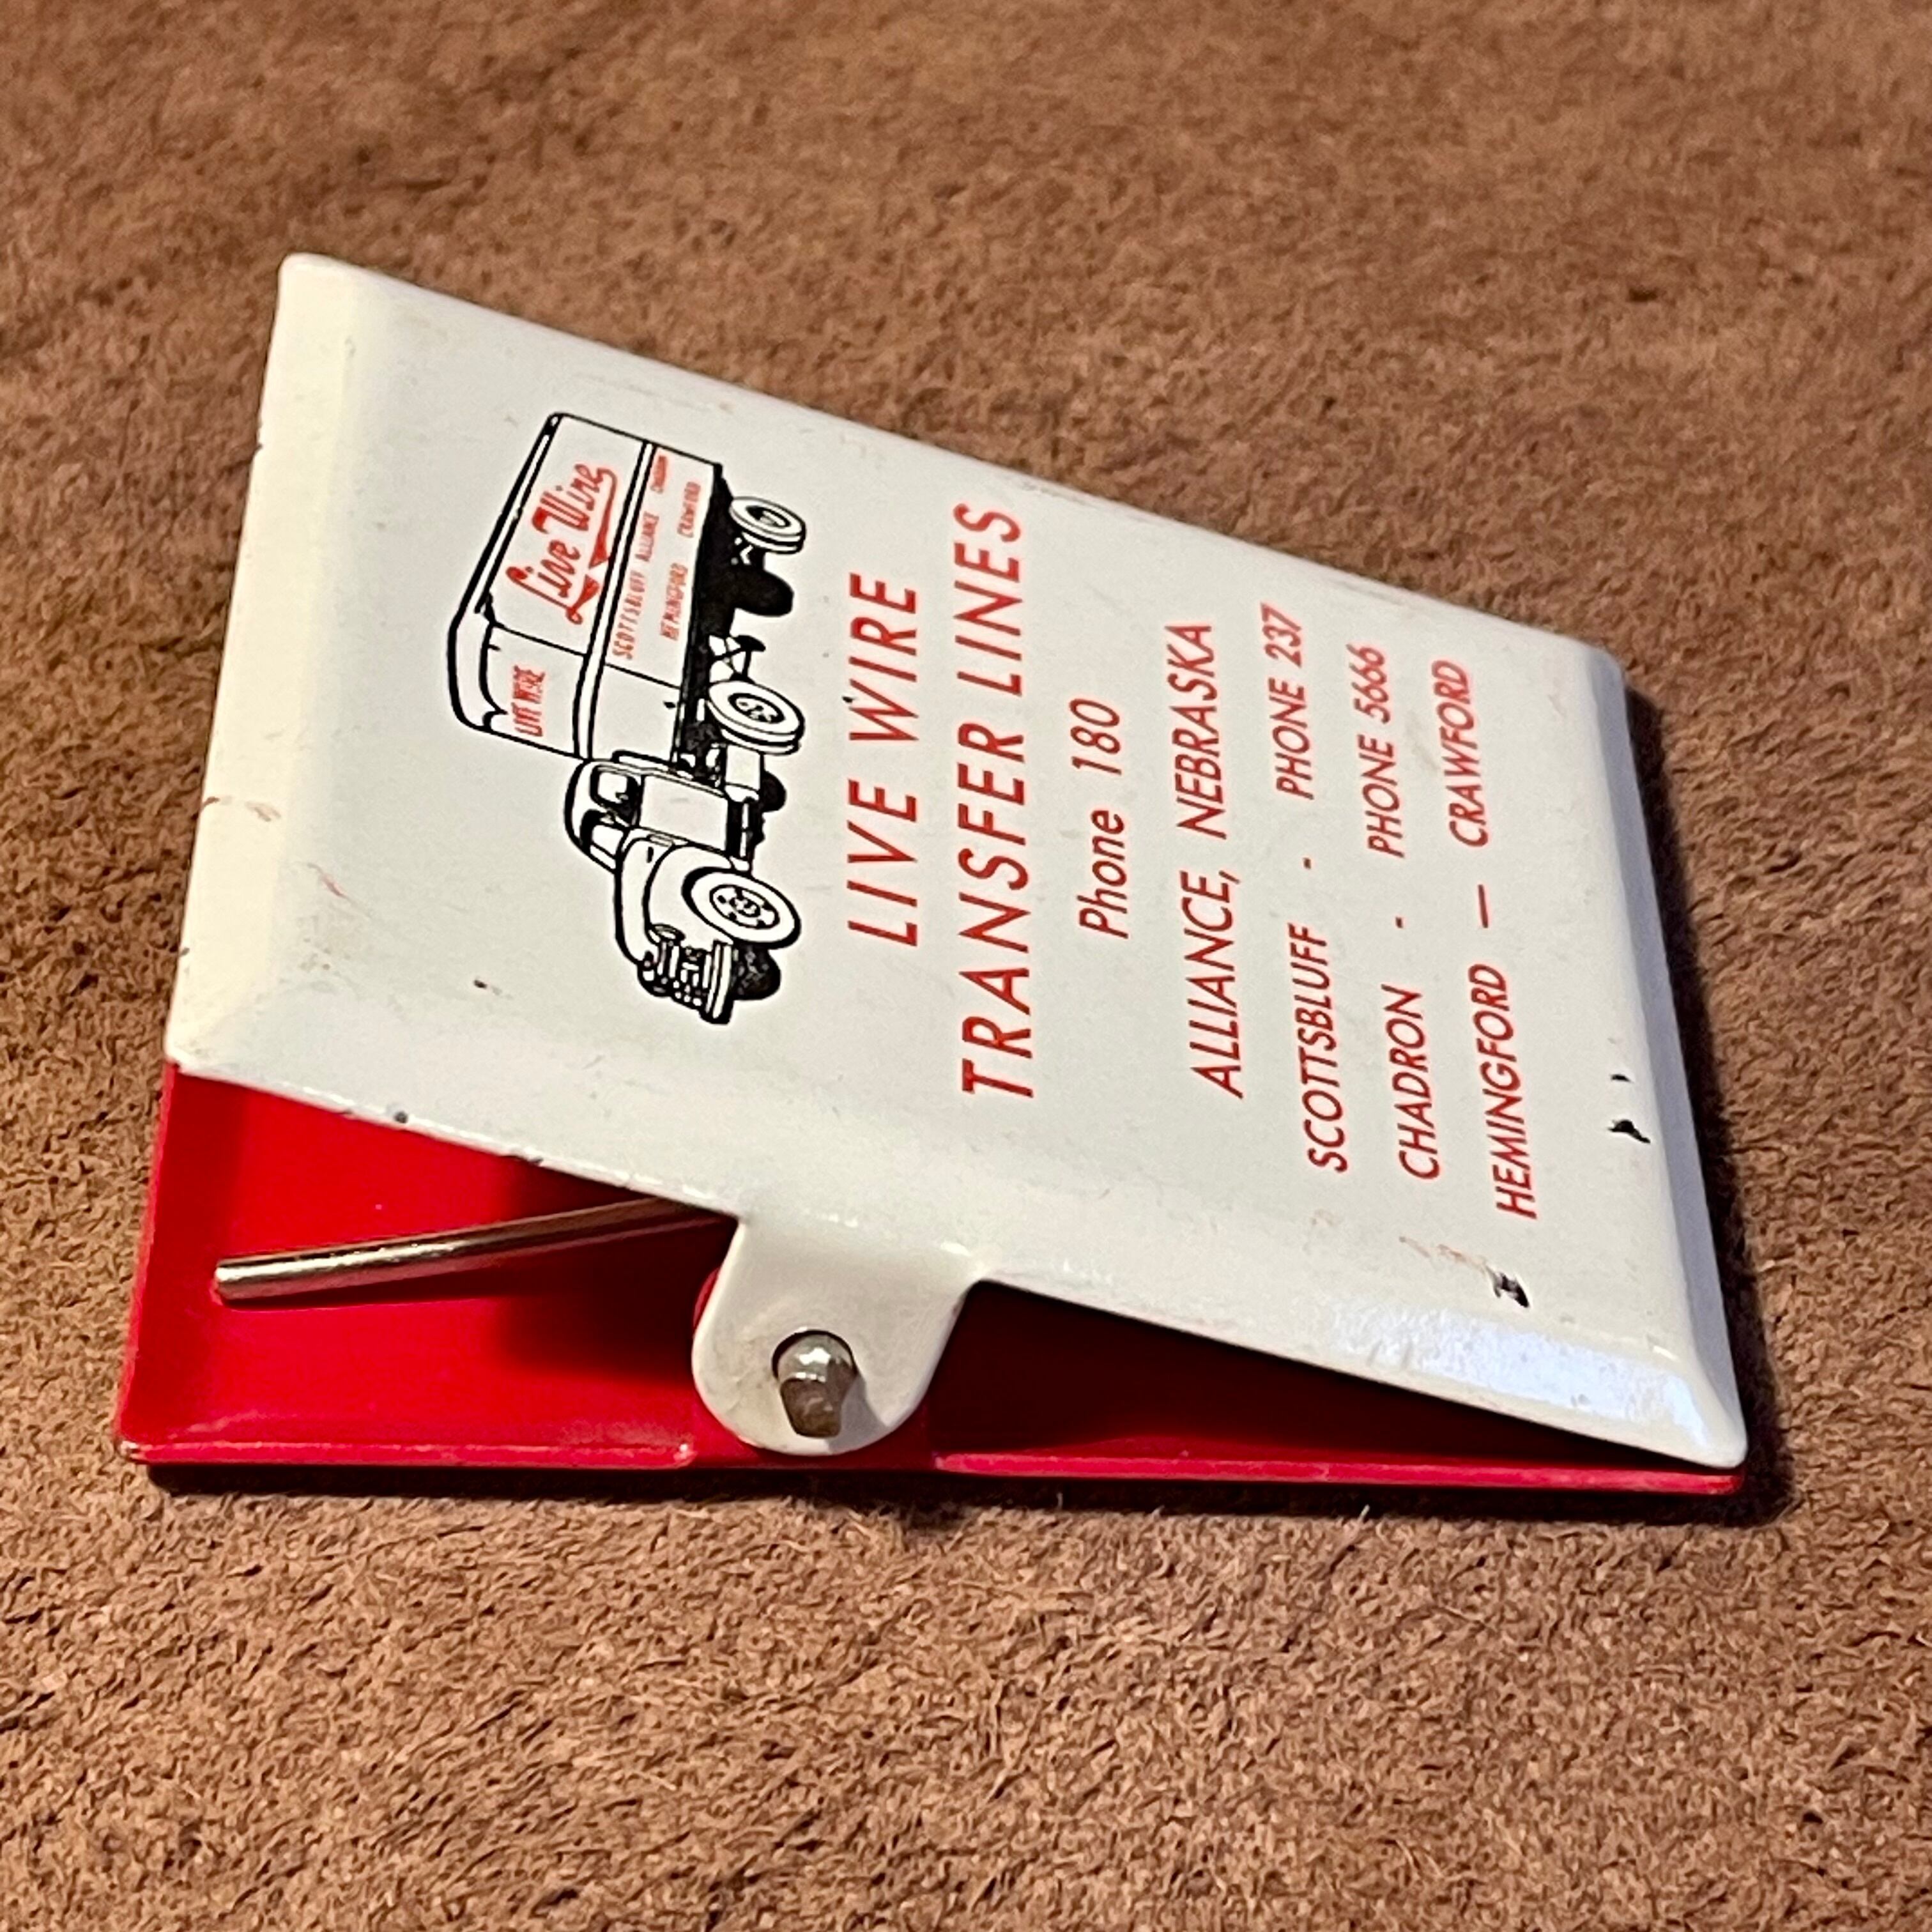 Live Wire
LIVE WIRE
SCOTTSBLUFF ALLIANCE CHADRON
HEMINGFORD CRAWFORD
LIVE WIRE
TRANSFER LINES
Phone 180
ALLIANCE, NEBRASKA
SCOTTSBLUFF - PHONE 237
CHADRON - PHONE 5666
HEMINGFORD — CRAWFORD